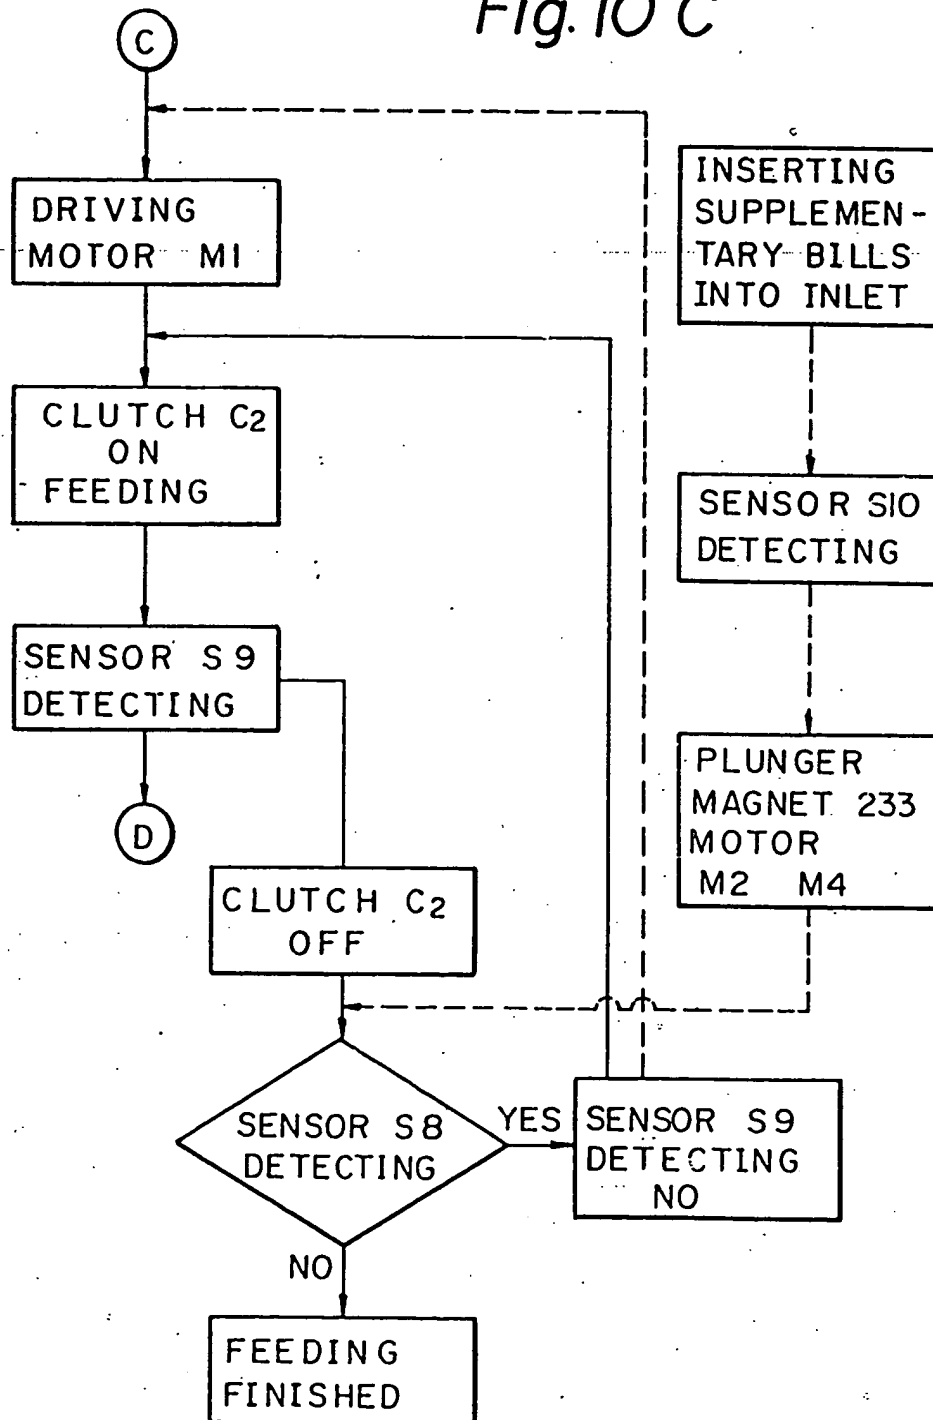 Fig. 10 C
C
DRIVING
MOTOR M1
CLUTCH C2
ON
FEEDING
SENSOR S9
DETECTING
D
CLUTCH C2
OFF
SENSOR S8
DETECTING
YES
SENSOR S9
DETECTING
NO
NO
FEEDING
FINISHED
INSERTING
SUPPLEMEN-
TARY BILLS
INTO INLET
SENSOR S10
DETECTING
PLUNGER
MAGNET 233
MOTOR
M2 M4